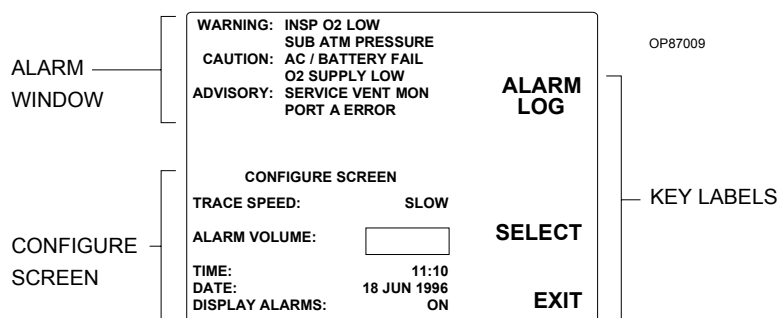 WARNING: INSP O2 LOW
SUB ATM PRESSURE
CAUTION: AC / BATTERY FAIL
O2 SUPPLY LOW
ADVISORY: SERVICE VENT MON
PORT A ERROR
ALARM
LOG
OP87009
ALARM
WINDOW
CONFIGURE SCREEN
TRACE SPEED: SLOW
ALARM VOLUME:
SELECT
TIME: 11:10
DATE: 18 JUN 1996
DISPLAY ALARMS: ON
EXIT
CONFIGURE
SCREEN
KEY LABELS